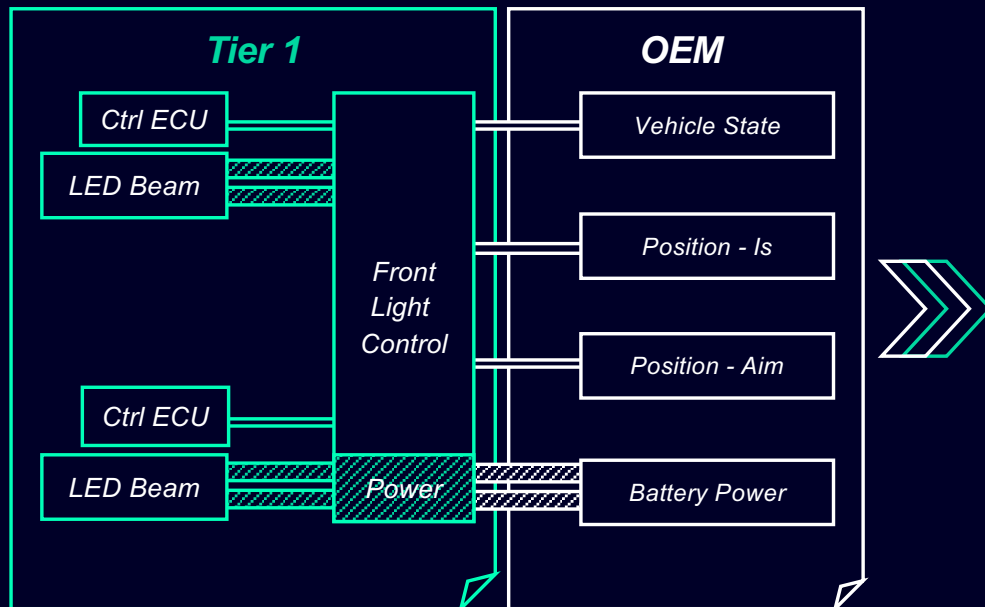 Tier 1
Ctrl ECU
LED Beam
Front
Light
Control
Ctrl ECU
LED Beam
Power
OEM
Vehicle State
Position - Is
Position - Aim
Battery Power